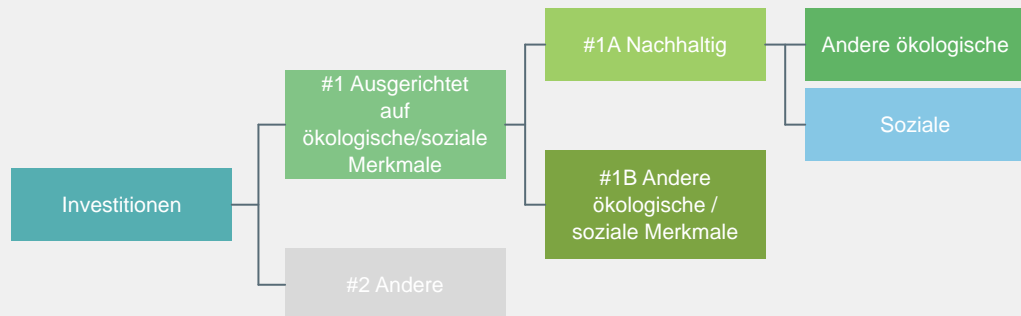 Investitionen
#1 Ausgerichtet
auf
ökologische/soziale
Merkmale
#2 Andere
#1A Nachhaltig
#1B Andere
ökologische /
soziale Merkmale
Andere ökologische
Soziale